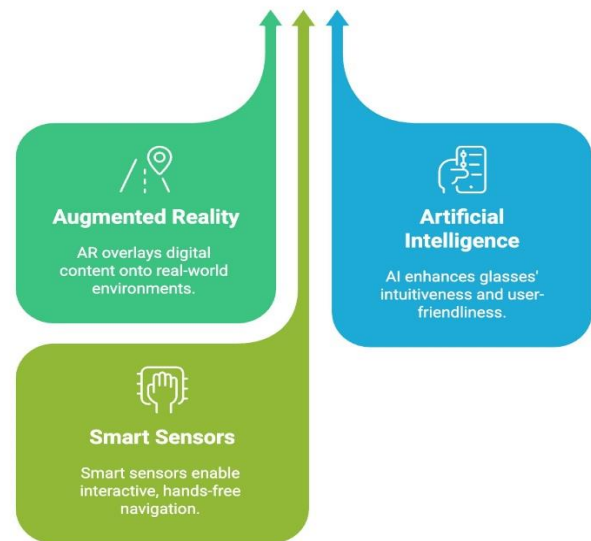 Augmented Reality
AR overlays digital
content onto real-world
environments.
Artificial
Intelligence
AI enhances glasses'
intuitiveness and user-
friendliness.
Smart Sensors
Smart sensors enable
interactive, hands-free
navigation.